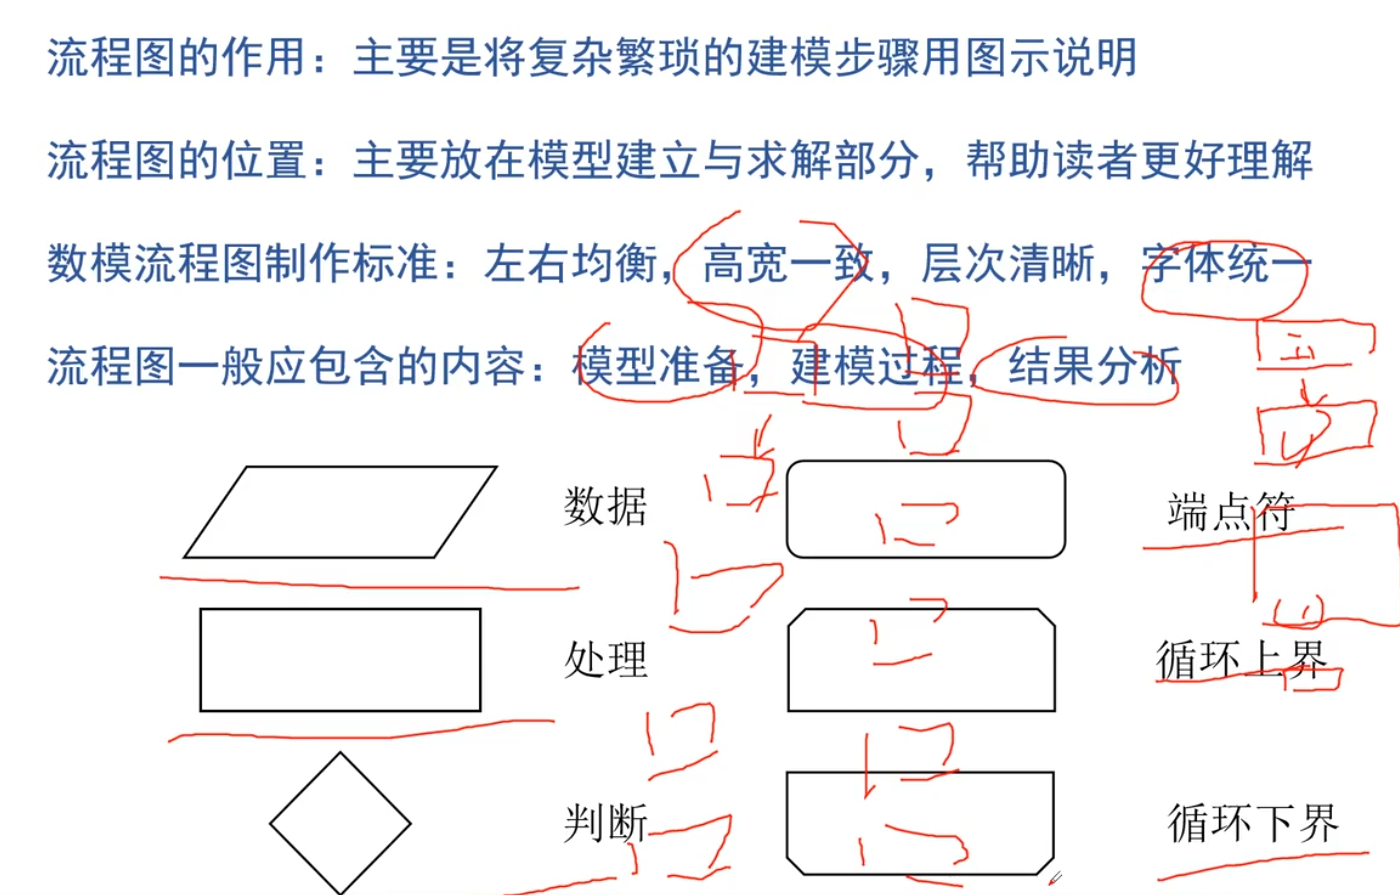 流程图的作用：主要是将复杂繁琐的建模步骤用图示说明
流程图的位置：主要放在模型建立与求解部分，帮助读者更好理解
数模流程图制作标准：左右均衡，高宽一致，层次清晰，字体统一
流程图一般应包含的内容：模型准备，建模过程，结果分析
数据
端点符
处理
循环上界
判断
循环下界